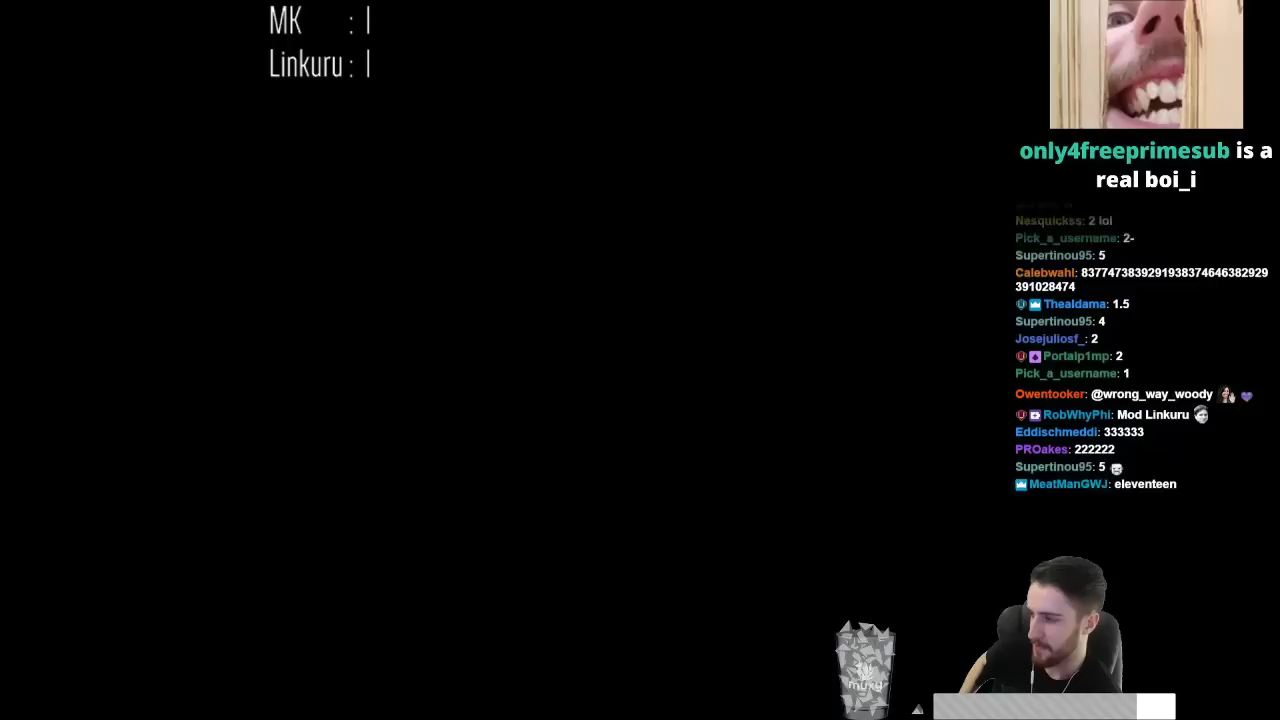 MK : |
Linkuru : |
only4freeprimesub is a
real boi_i
Nesquickss: 2 lol
Pick_a_username: 2-
Supertinou95: 5
Calebwahl: 8377473839291938374646382929
391028474
Thealdama: 1.5
Supertinou95: 4
Josejuliosf_: 2
Portalp1mp: 2
Pick_a_username: 1
Owentooker: @wrong_way_woody
RobWhyPhi: Mod Linkuru
Eddischmeddi: 333333
PROakes: 222222
Supertinou95: 5
MeatManGWJ: eleventeen
muxy